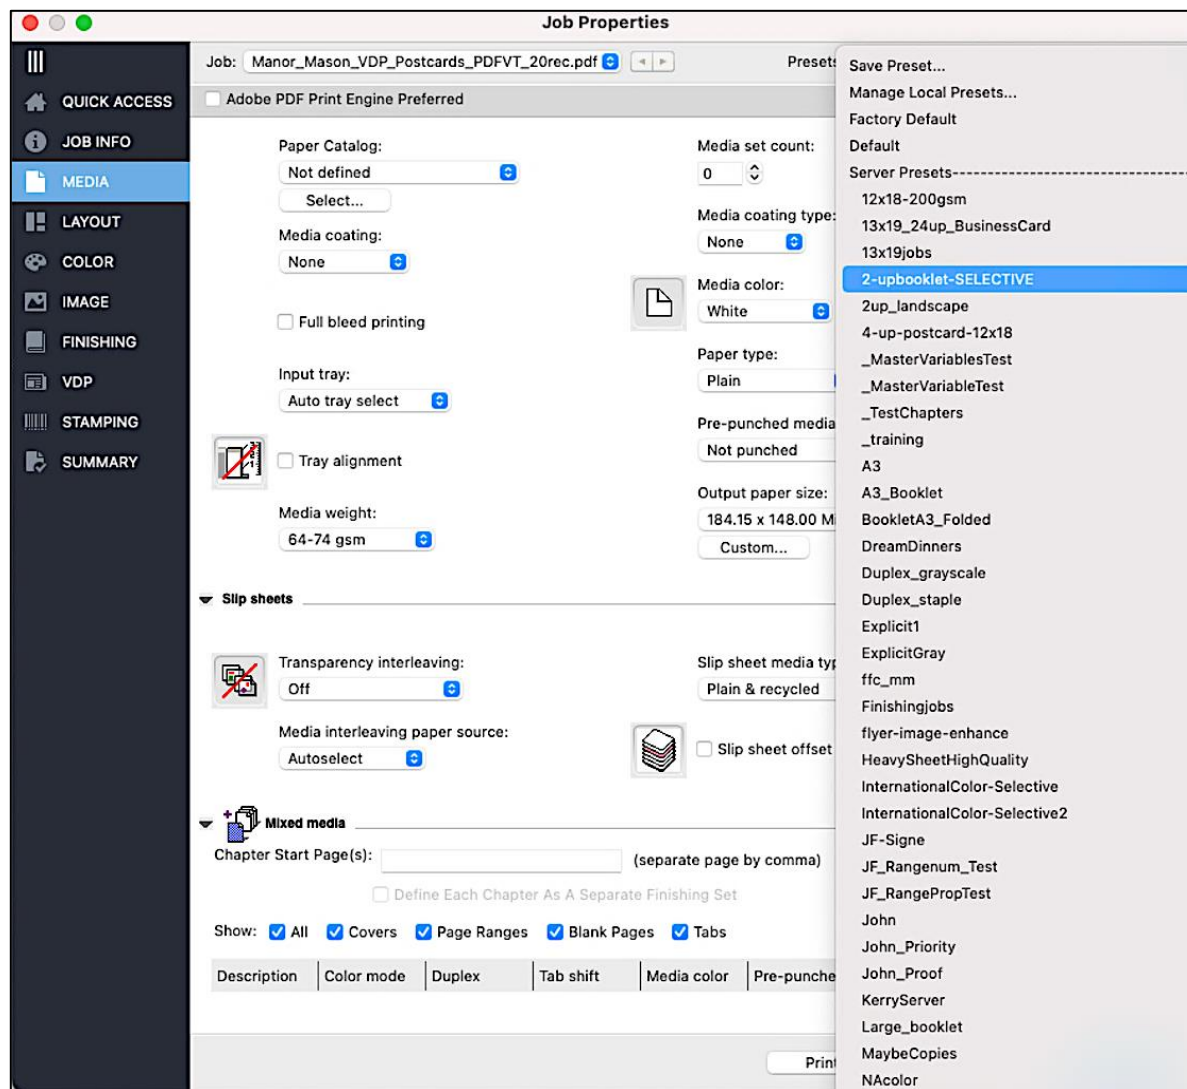 Job Properties
Job: Manor_Mason_VDP_Postcards_PDFVT_20rec.pdf
Presets
Adobe PDF Print Engine Preferred
QUICK ACCESS
JOB INFO
MEDIA
LAYOUT
COLOR
IMAGE
FINISHING
VDP
STAMPING
SUMMARY
Paper Catalog:
Not defined
Select...
Media coating:
None
Full bleed printing
Input tray:
Auto tray select
Tray alignment
Media weight:
64-74 gsm
Media set count:
0
Media coating type:
None
Media color:
White
Paper type:
Plain
Pre-punched media
Not punched
Output paper size:
184.15 x 148.00 Mi
Custom...
Slip sheets
Transparency interleaving:
Off
Media interleaving paper source:
Autoselect
Slip sheet media typ
Plain & recycled
Slip sheet offset
Mixed media
Chapter Start Page(s): (separate page by comma)
Define Each Chapter As A Separate Finishing Set
Show: All Covers Page Ranges Blank Pages Tabs
Description Color mode Duplex Tab shift Media color Pre-punche
Print
Save Preset...
Manage Local Presets...
Factory Default
Default
Server Presets--------------------------------
12x18-200gsm
13x19_24up_BusinessCard
13x19jobs
2-upbooklet-SELECTIVE
2up_landscape
4-up-postcard-12x18
_MasterVariablesTest
_MasterVariableTest
_TestChapters
_training
A3
A3_Booklet
BookletA3_Folded
DreamDinners
Duplex_grayscale
Duplex_staple
Explicit1
ExplicitGray
ffc_mm
Finishingjobs
flyer-image-enhance
HeavySheetHighQuality
InternationalColor-Selective
InternationalColor-Selective2
JF-Signe
JF_Rangenum_Test
JF_RangePropTest
John
John_Priority
John_Proof
KerryServer
Large_booklet
MaybeCopies
NAcolor